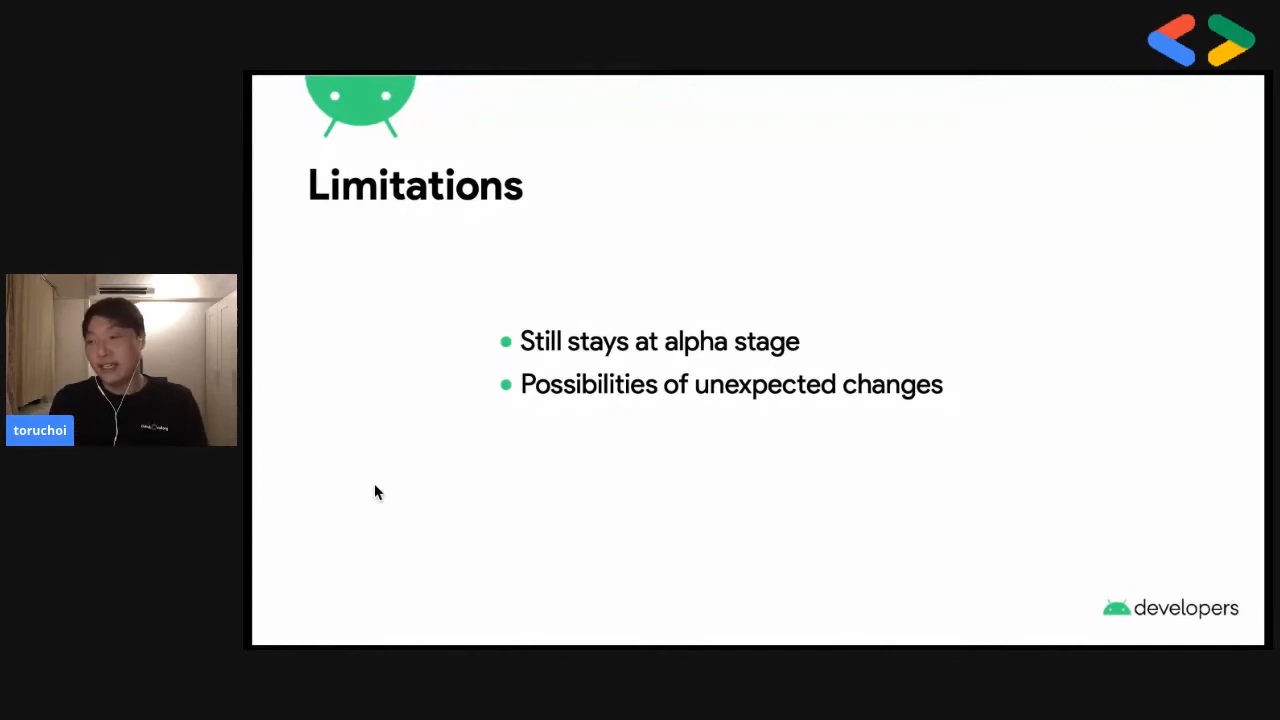 Limitations
Still stays at alpha stage
Possibilities of unexpected changes
toruchoi
developers